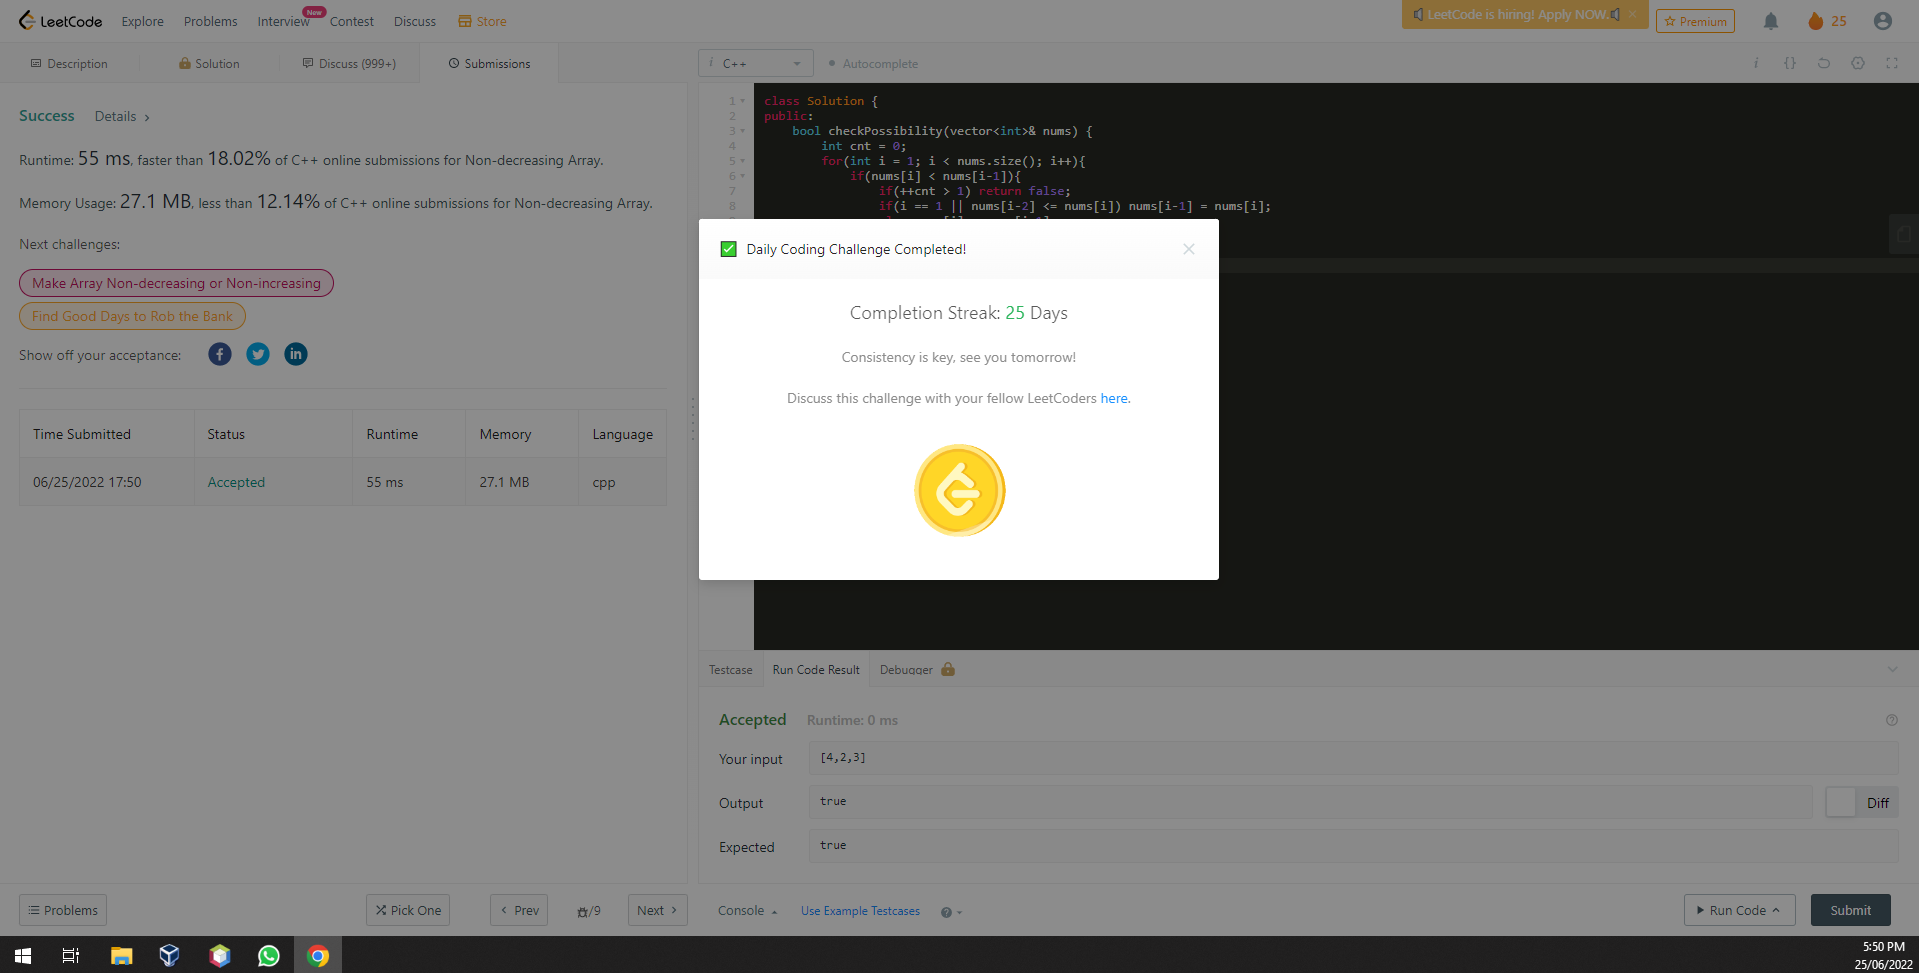 LeetCode
Explore
Problems
Interview
New
Contest
Discuss
Store
LeetCode is hiring! Apply NOW.
Premium
25
Description
Solution
Discuss (999+)
Submissions
i C++
Autocomplete
Success
Details
Runtime: 55 ms, faster than 18.02% of C++ online submissions for Non-decreasing Array.
Memory Usage: 27.1 MB, less than 12.14% of C++ online submissions for Non-decreasing Array.
Next challenges:
Make Array Non-decreasing or Non-increasing
Find Good Days to Rob the Bank
Show off your acceptance:
Time Submitted Status Runtime Memory Language
06/25/2022 17:50 Accepted 55 ms 27.1 MB cpp
1 class Solution {
2 public:
3 bool checkPossibility(vector<int>& nums) {
4 int cnt = 0;
5 for(int i = 1; i < nums.size(); i++){
6 if(nums[i] < nums[i-1]){
7 if(++cnt > 1) return false;
8 if(i == 1 || nums[i-2] <= nums[i]) nums[i-1] = nums[i];
Daily Coding Challenge Completed!
Completion Streak: 25 Days
Consistency is key, see you tomorrow!
Discuss this challenge with your fellow LeetCoders here.
Testcase
Run Code Result
Debugger
Accepted
Runtime: 0 ms
Your input
[4,2,3]
Output
true
Diff
Expected
true
Problems
Pick One
Prev
/9
Next
Console
Use Example Testcases
Run Code
Submit
5:50 PM
25/06/2022